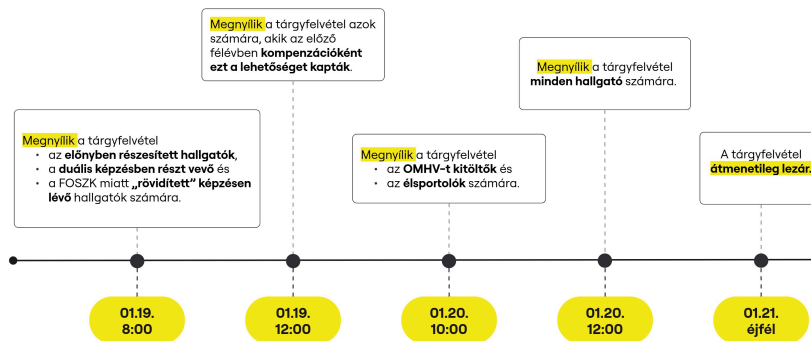 Megnyílik a tárgyfelvétel azok
számára, akik az előző
félévben kompenzációként
ezt a lehetőséget kapták.
Megnyílik a tárgyfelvétel
minden hallgató számára.
Megnyílik a tárgyfelvétel
• az előnyben részesített hallgatók,
• a duális képzésben részt vevő és
• a FOSZK miatt „rövidített” képzésen
lévő hallgatók számára.
Megnyílik a tárgyfelvétel
• az OMHV-t kitöltők és
• az élsportolók számára.
A tárgyfelvétel
átmenetileg lezár.
01.19.
8:00
01.19.
12:00
01.20.
10:00
01.20.
12:00
01.21.
éjfél